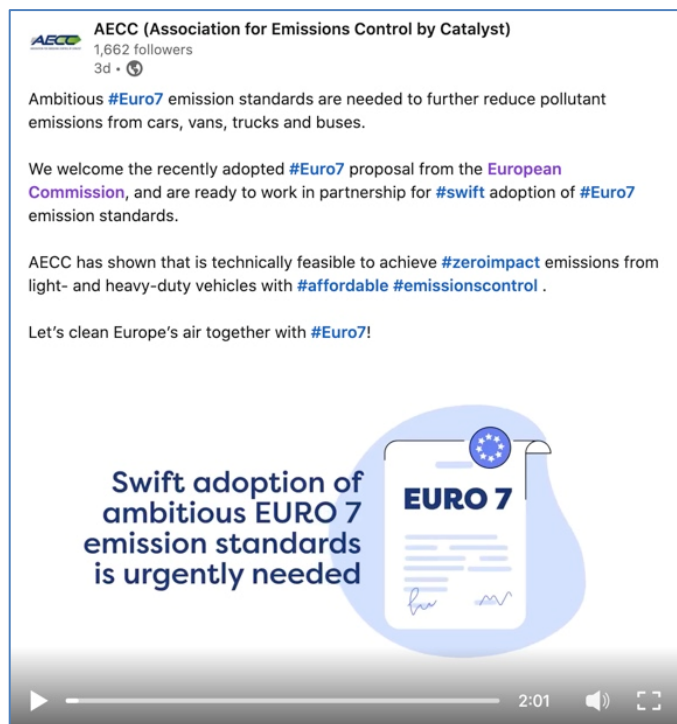 AECC
AECC (Association for Emissions Control by Catalyst)
1,662 followers
3d •
Ambitious #Euro7 emission standards are needed to further reduce pollutant
emissions from cars, vans, trucks and buses.
We welcome the recently adopted #Euro7 proposal from the European
Commission, and are ready to work in partnership for #swift adoption of #Euro7
emission standards.
AECC has shown that is technically feasible to achieve #zeroimpact emissions from
light- and heavy-duty vehicles with #affordable #emissionscontrol .
Let’s clean Europe’s air together with #Euro7!
Swift adoption of
ambitious EURO 7
emission standards
is urgently needed
EURO 7
2:01